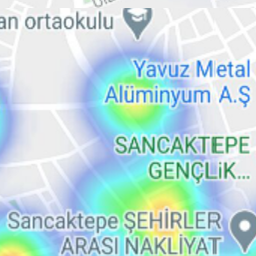 an ortaokulu
Yavuz Metal
Alüminyum A.Ş
SANCAKTEPE
GENÇLİK...
Sancaktepe ŞEHİRLER
ARASI NAKLİYAT